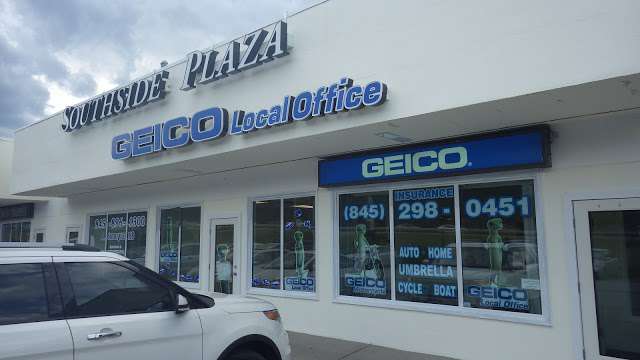 SOUTHSIDE PLAZA
GEICO Local Office
GEICO.
INSURANCE
(845) 298-0451
AUTO HOME
UMBRELLA
CYCLE BOAT
GEICO
GEICO
GEICO
GEICO
Local Office